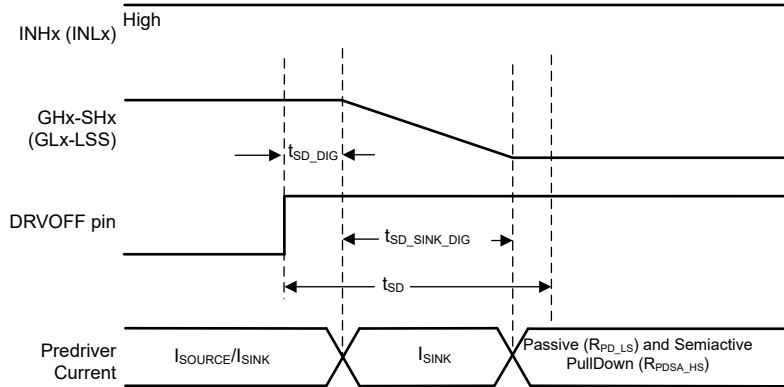 INHx (INLx)
High
GHx-SHx
(GLx-LSS)
tSD_DIG
DRVOFF pin
tSD_SINK_DIG
tSD
Predriver
Current
ISOURCE/ISINK
ISINK
Passive (RPD_LS) and Semiactive
PullDown (RPDSA_HS)